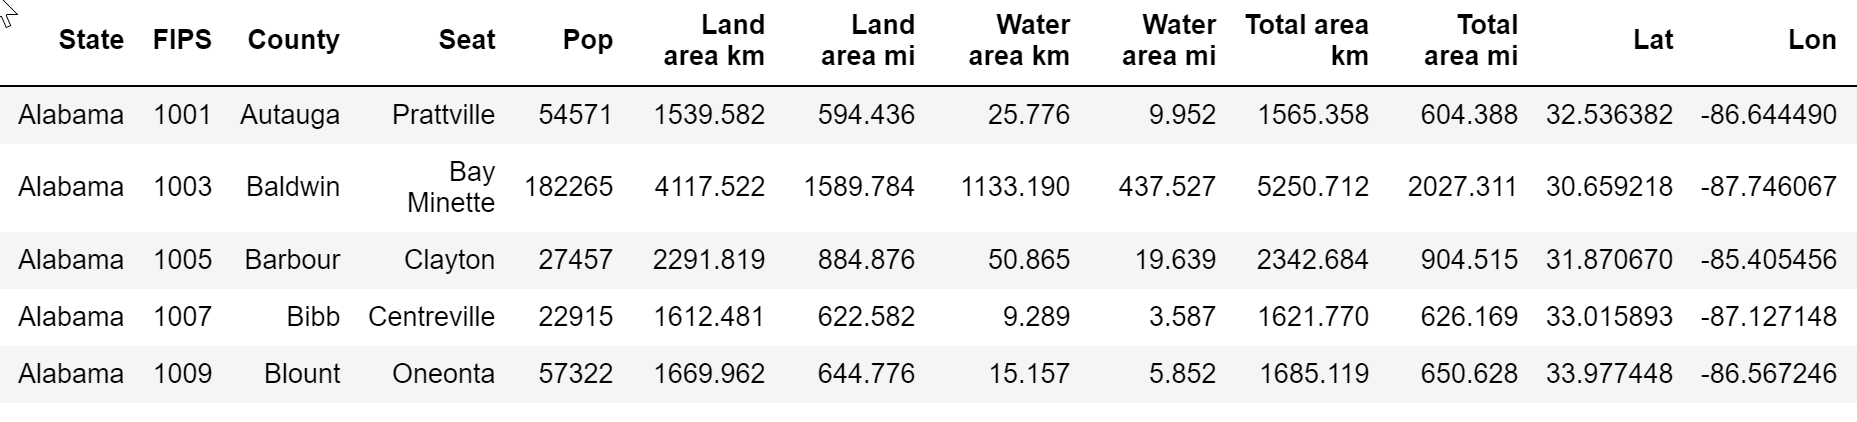 State FIPS County Seat Pop Land area km Land area mi Water area km Water area mi Total area km Total area mi Lat Lon
Alabama 1001 Autauga Prattville 54571 1539.582 594.436 25.776 9.952 1565.358 604.388 32.536382 -86.644490
Alabama 1003 Baldwin Bay Minette 182265 4117.522 1589.784 1133.190 437.527 5250.712 2027.311 30.659218 -87.746067
Alabama 1005 Barbour Clayton 27457 2291.819 884.876 50.865 19.639 2342.684 904.515 31.870670 -85.405456
Alabama 1007 Bibb Centreville 22915 1612.481 622.582 9.289 3.587 1621.770 626.169 33.015893 -87.127148
Alabama 1009 Blount Oneonta 57322 1669.962 644.776 15.157 5.852 1685.119 650.628 33.977448 -86.567246